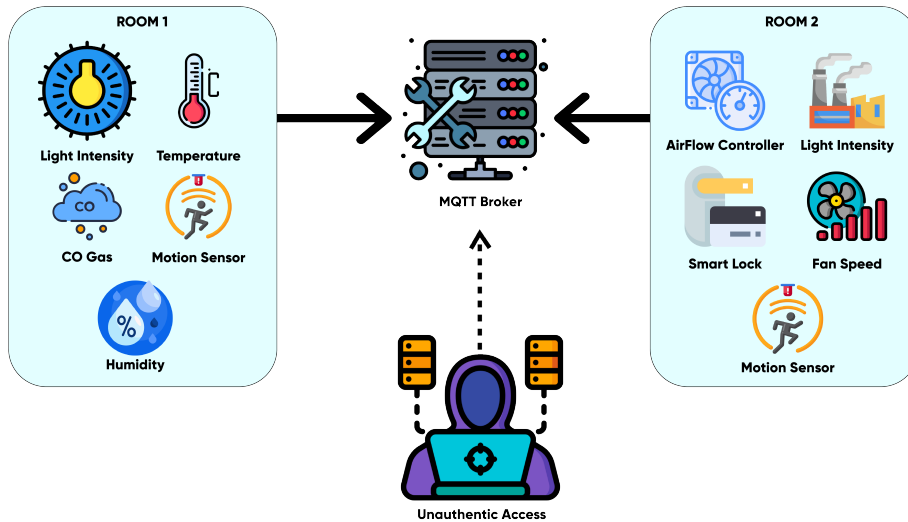 ROOM 1
Light Intensity
Temperature
CO
CO Gas
Motion Sensor
%
Humidity
MQTT Broker
Unauthentic Access
ROOM 2
AirFlow Controller
Light Intensity
Smart Lock
Fan Speed
Motion Sensor